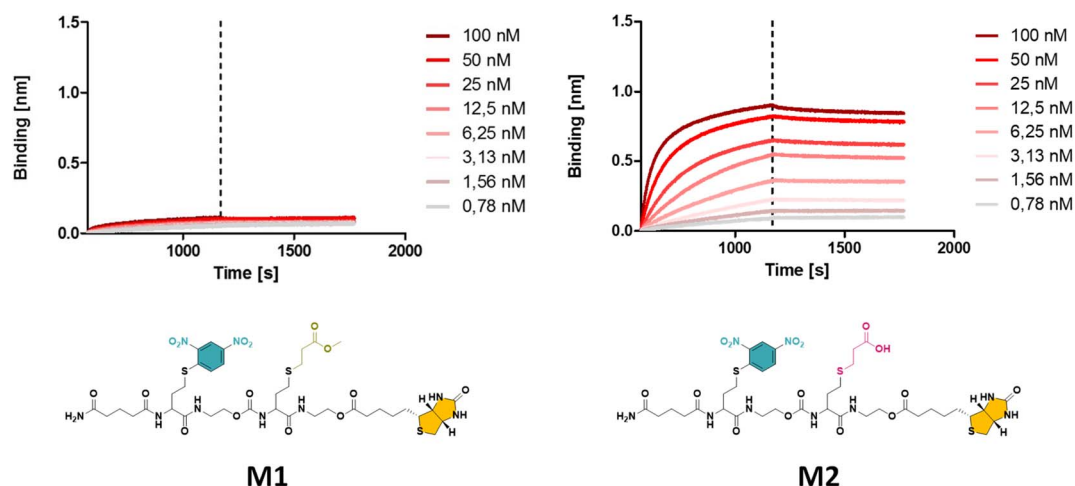 1.5
1.0
0.5
0.0
Binding [nm]
1000
1500
2000
Time [s]
100 nM
50 nM
25 nM
12,5 nM
6,25 nM
3,13 nM
1,56 nM
0,78 nM
1.5
1.0
0.5
0.0
Binding [nm]
1000
1500
2000
Time [s]
100 nM
50 nM
25 nM
12,5 nM
6,25 nM
3,13 nM
1,56 nM
0,78 nM
O₂N
NO₂
O
O
S
S
O
O
O
O
O
HN
NH
O
H₂N
N
H
N
H
O
N
H
N
H
O
H
O
O
S
H
M1
O₂N
NO₂
O
OH
S
S
O
O
O
O
O
HN
NH
O
H₂N
N
H
N
H
O
N
H
N
H
O
H
O
O
S
H
M2